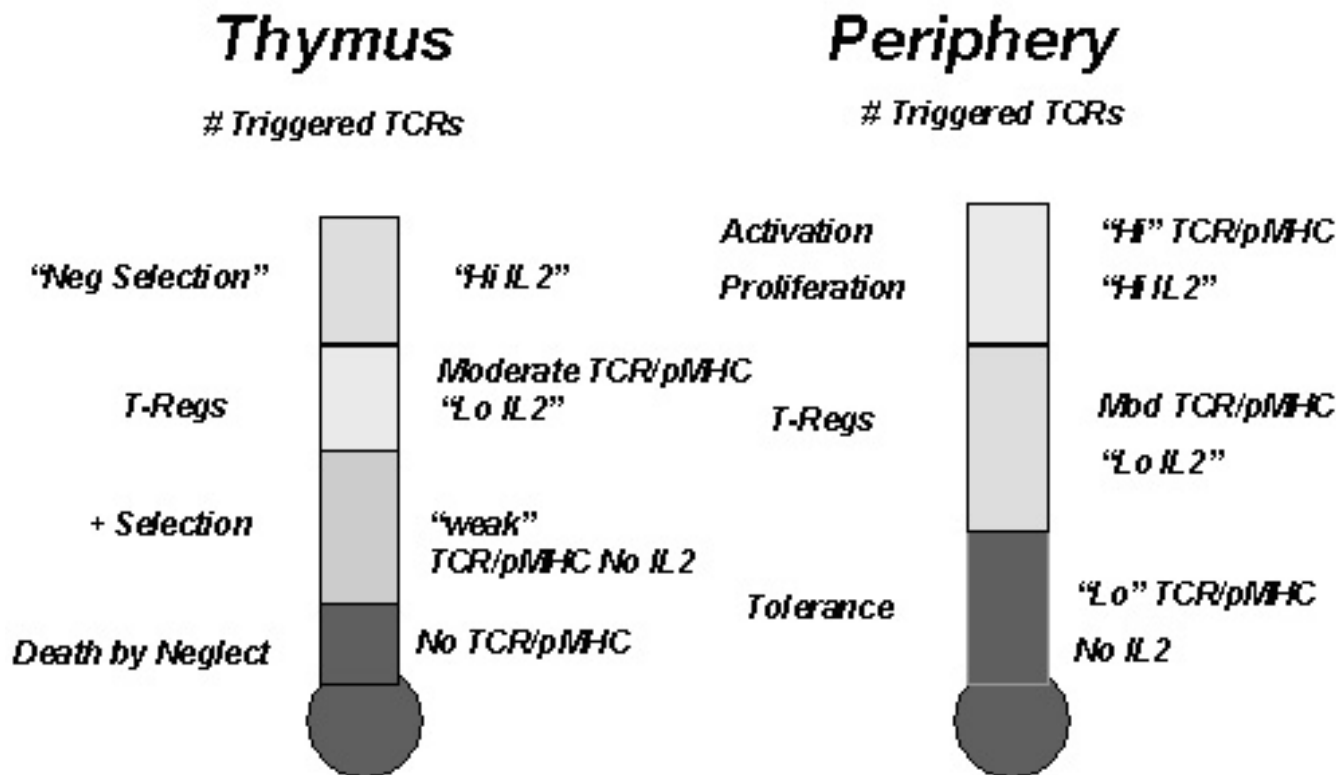 Thymus
# Triggered TCRs
"Neg Selection"
"Hi IL2"
T-Regs
Moderate TCR/pMHC
"Lo IL2"
+ Selection
"weak"
TCR/pMHC No IL2
Death by Neglect
No TCR/pMHC
Periphery
# Triggered TCRs
Activation
"Hi" TCR/pMHC
Proliferation
"Hi IL2"
T-Regs
Mod TCR/pMHC
"Lo IL2"
Tolerance
"Lo" TCR/pMHC
No IL2